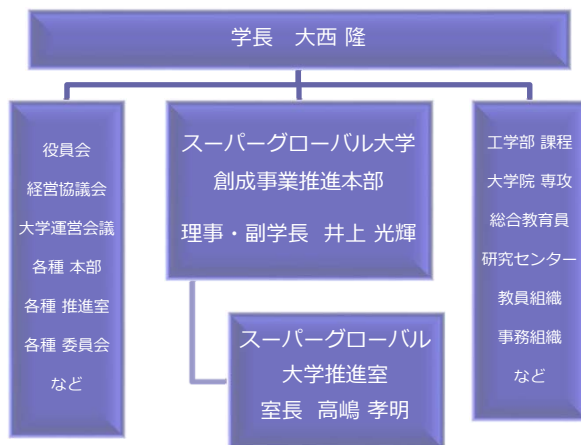 学長 大西 隆
役員会
経営協議会
大学運営会議
各種 本部
各種 推進室
各種 委員会
など
スーパーグローバル大学
創成事業推進本部
理事・副学長 井上 光輝
スーパーグローバル
大学推進室
室長 高嶋 孝明
工学部 課程
大学院 専攻
総合教育員
研究センター
教員組織
事務組織
など